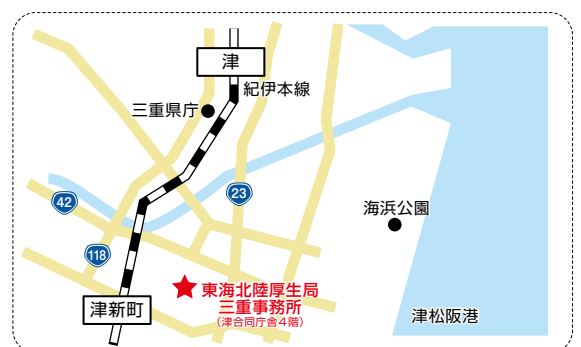 津
紀伊本線
三重県庁
23
42
海浜公園
118
東海北陸厚生局
三重事務所
(津合同庁舎4階)
津新町
津松阪港